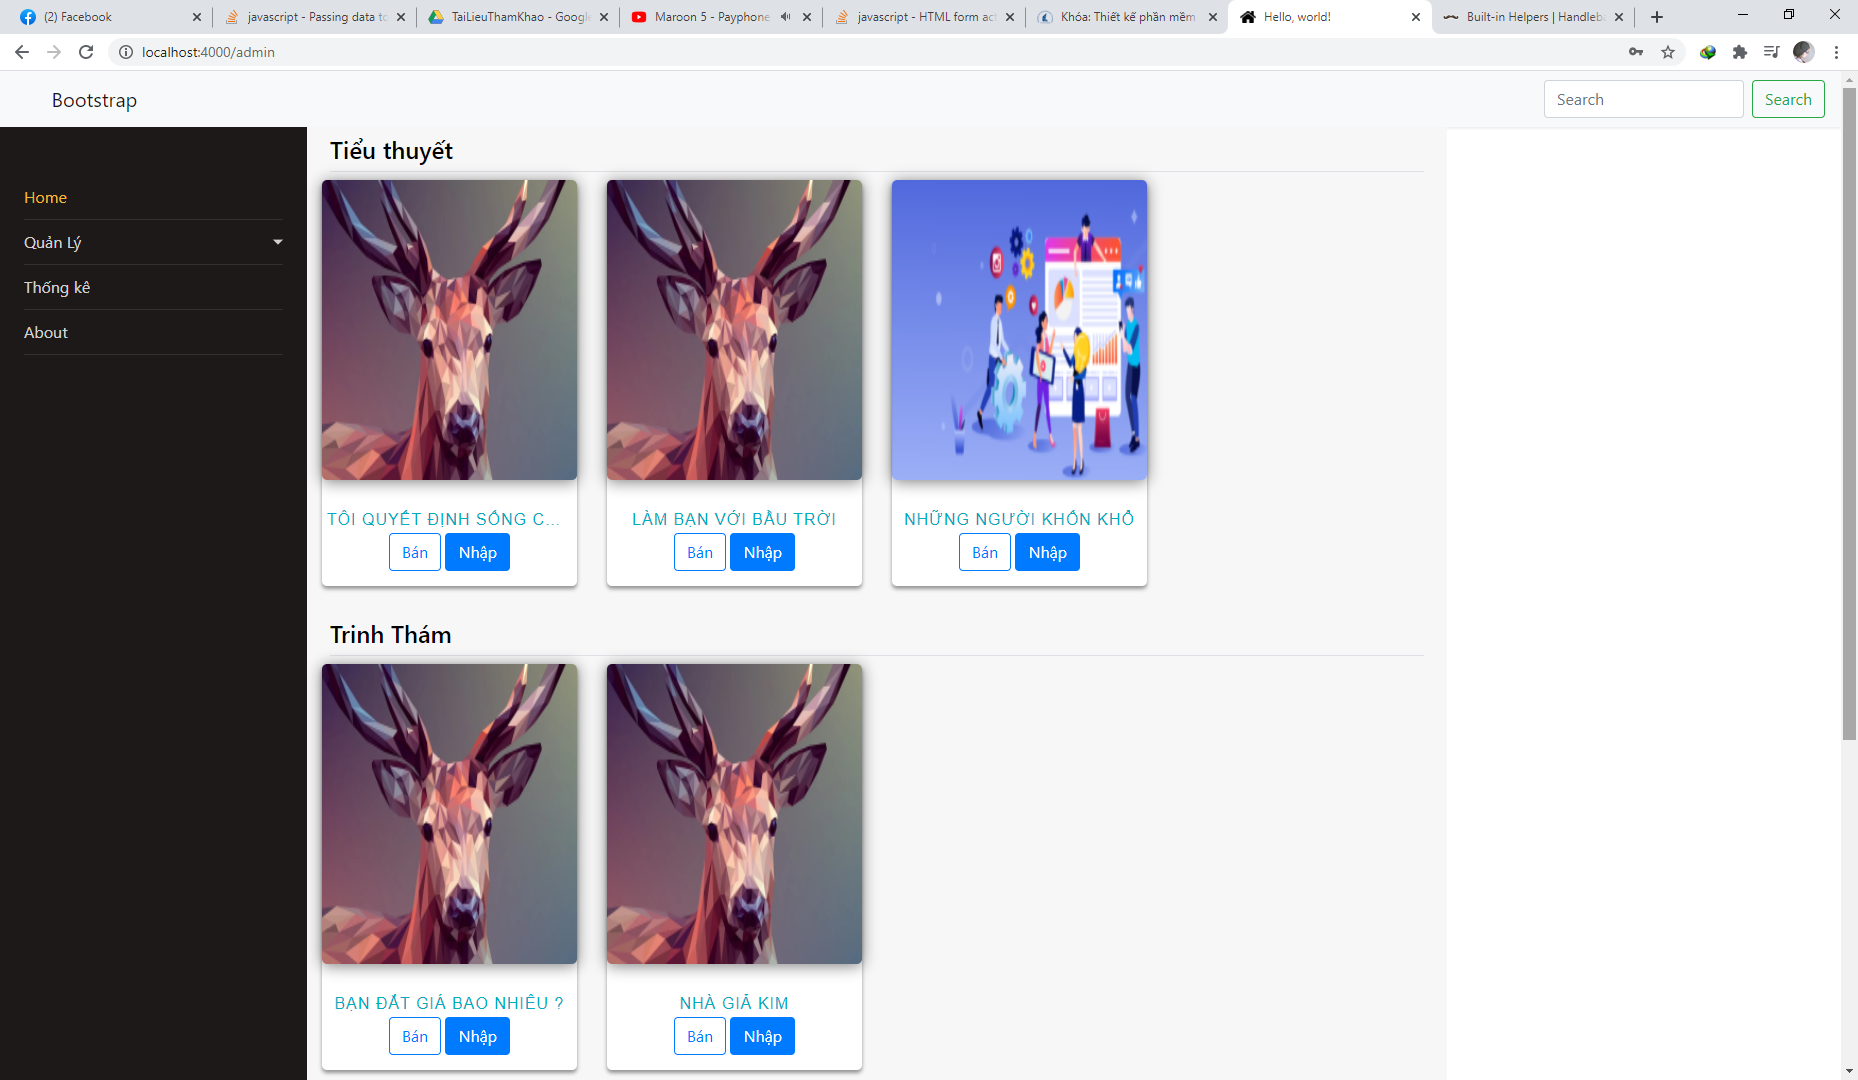 (2) Facebook
javascript - Passing data to
TaiLieuThamKhao - Google
Maroon 5 - Payphone
javascript - HTML form act
Khóa: Thiết kế phần mềm
Hello, world!
Built-in Helpers | Handleba
localhost:4000/admin
Bootstrap
Search
Search
Home
Quản Lý
Thống kê
About
Tiểu thuyết
TÔI QUYẾT ĐỊNH SỐNG C...
LÀM BẠN VỚI BẦU TRỜI
NHỮNG NGƯỜI KHỐN KHỔ
Bán Nhập
Bán Nhập
Bán Nhập
Trinh Thám
BẠN ĐẮT GIÁ BAO NHIÊU ?
NHÀ GIẢ KIM
Bán Nhập
Bán Nhập